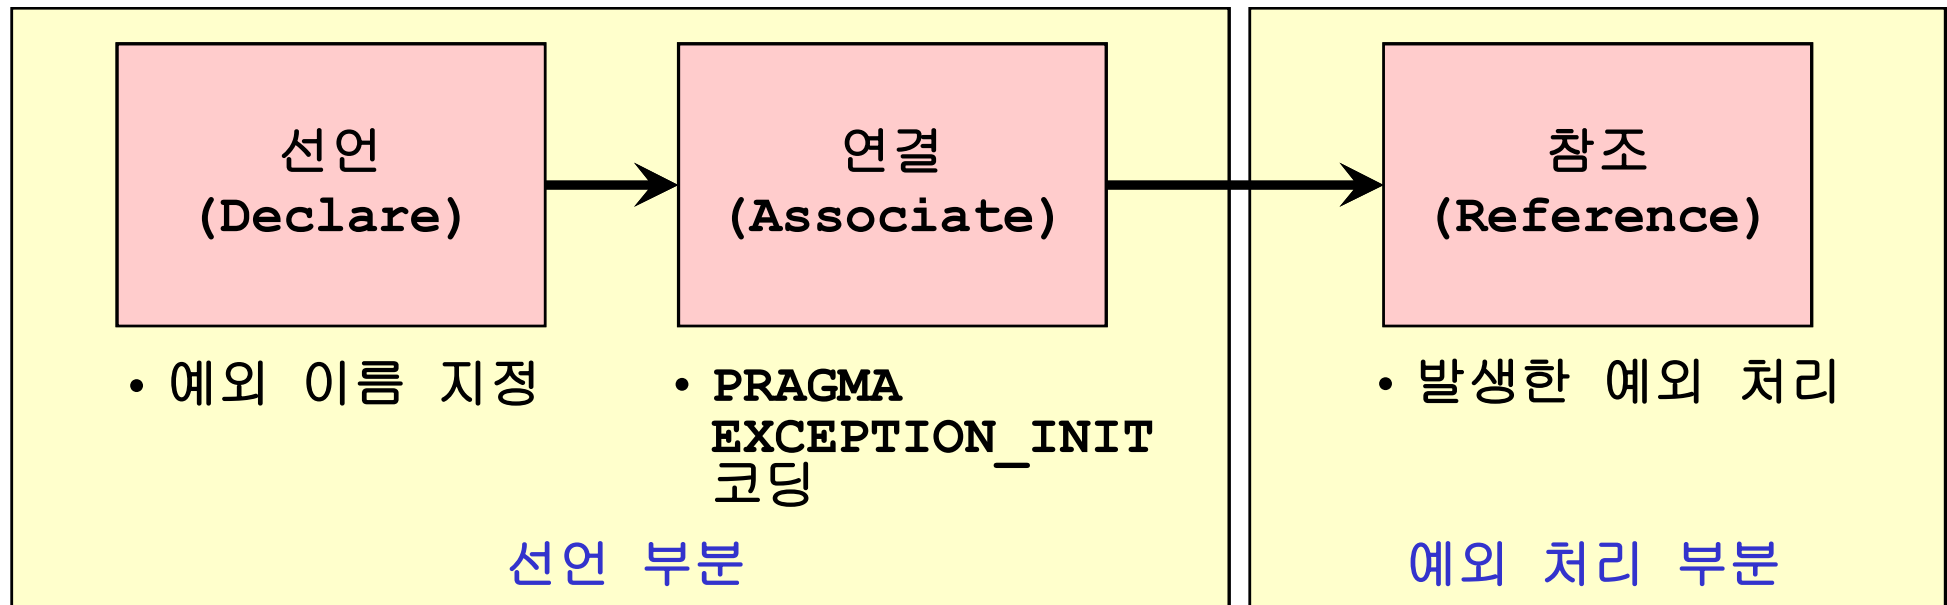 선언
(Declare)
연결
(Associate)
참조
(Reference)
• 예외 이름 지정
• PRAGMA
EXCEPTION_INIT
코딩
• 발생한 예외 처리
선언 부분
예외 처리 부분